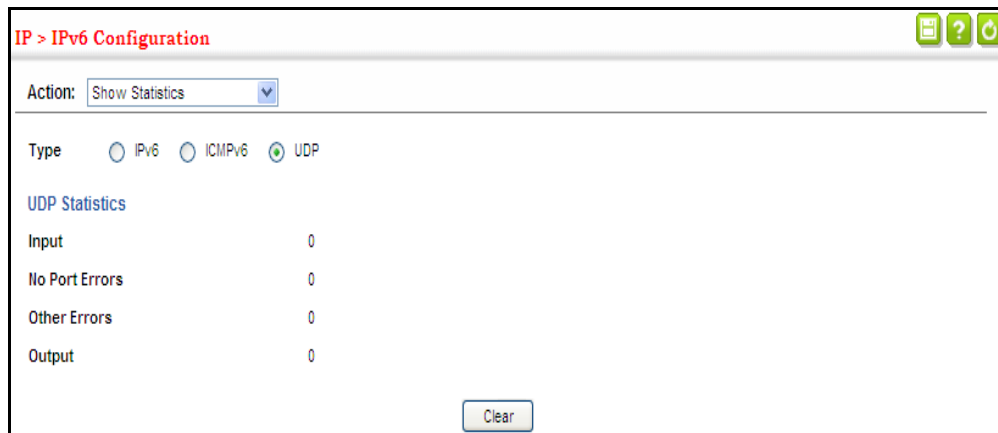 IP > IPv6 Configuration
?
Action: Show Statistics
Type IPv6 ICMPv6 UDP
UDP Statistics
Input 0
No Port Errors 0
Other Errors 0
Output 0
Clear